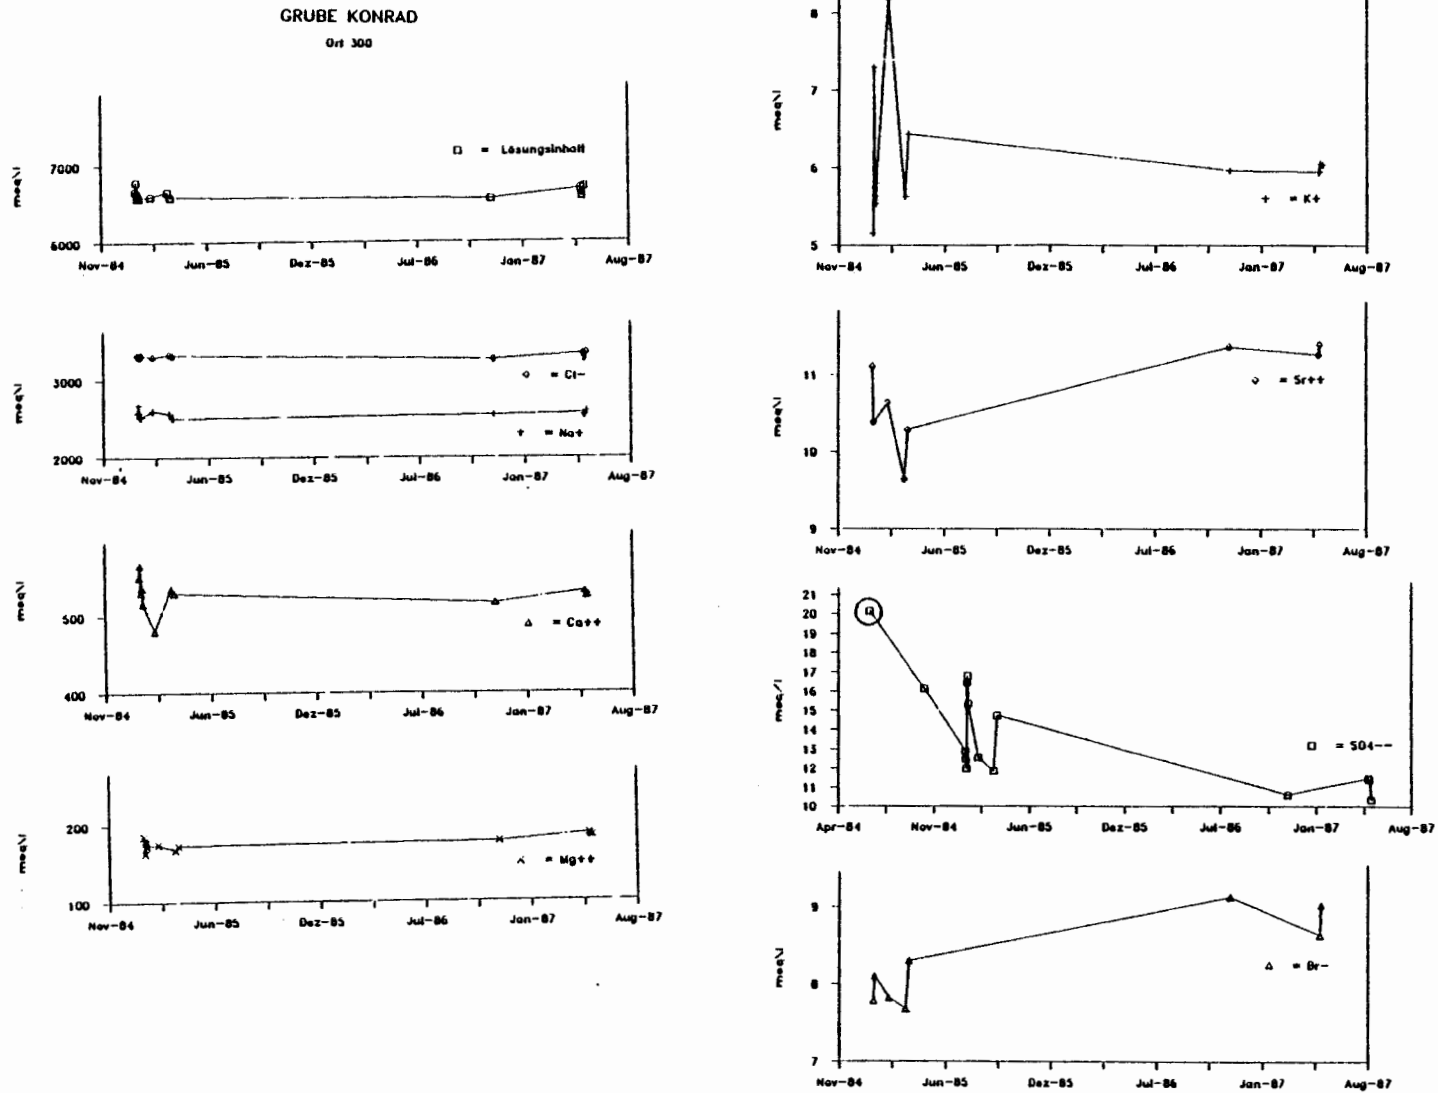 GRUBE KONRAD
Ort 300
meq\l
7000
6000
□ = Lösungsinhalt
Nov-84 Jun-85 Dez-85 Jul-86 Jan-87 Aug-87
meq\l
3000
2000
◇ = Cl-
+ = Na+
Nov-84 Jun-85 Dez-85 Jul-86 Jan-87 Aug-87
meq\l
500
400
△ = Ca++
Nov-84 Jun-85 Dez-85 Jul-86 Jan-87 Aug-87
meq\l
200
100
× = Mg++
Nov-84 Jun-85 Dez-85 Jul-86 Jan-87 Aug-87
meq\l
8
7
6
5
+ = K+
Nov-84 Jun-85 Dez-85 Jul-86 Jan-87 Aug-87
meq\l
11
10
9
◇ = Sr++
Nov-84 Jun-85 Dez-85 Jul-86 Jan-87 Aug-87
meq/l
21
20
19
18
17
16
15
14
13
12
11
10
□ = SO4--
Apr-84 Nov-84 Jun-85 Dez-85 Jul-86 Jan-87 Aug-87
meq\l
9
8
7
△ = Br-
Nov-84 Jun-85 Dez-85 Jul-86 Jan-87 Aug-87